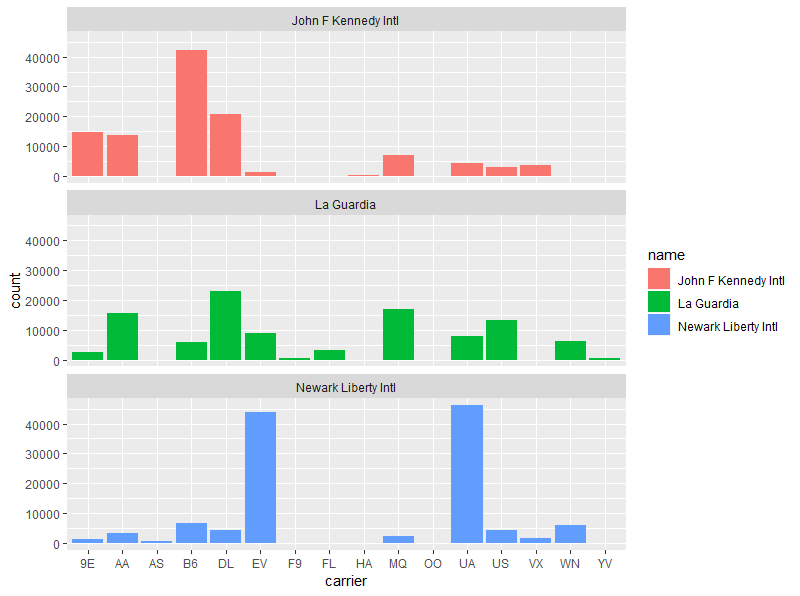 John F Kennedy Intl
40000
30000
20000
10000
0
La Guardia
40000
30000
20000
10000
0
count
Newark Liberty Intl
40000
30000
20000
10000
0
9E AA AS B6 DL EV F9 FL HA MQ OO UA US VX WN YV
carrier
name
John F Kennedy Intl
La Guardia
Newark Liberty Intl